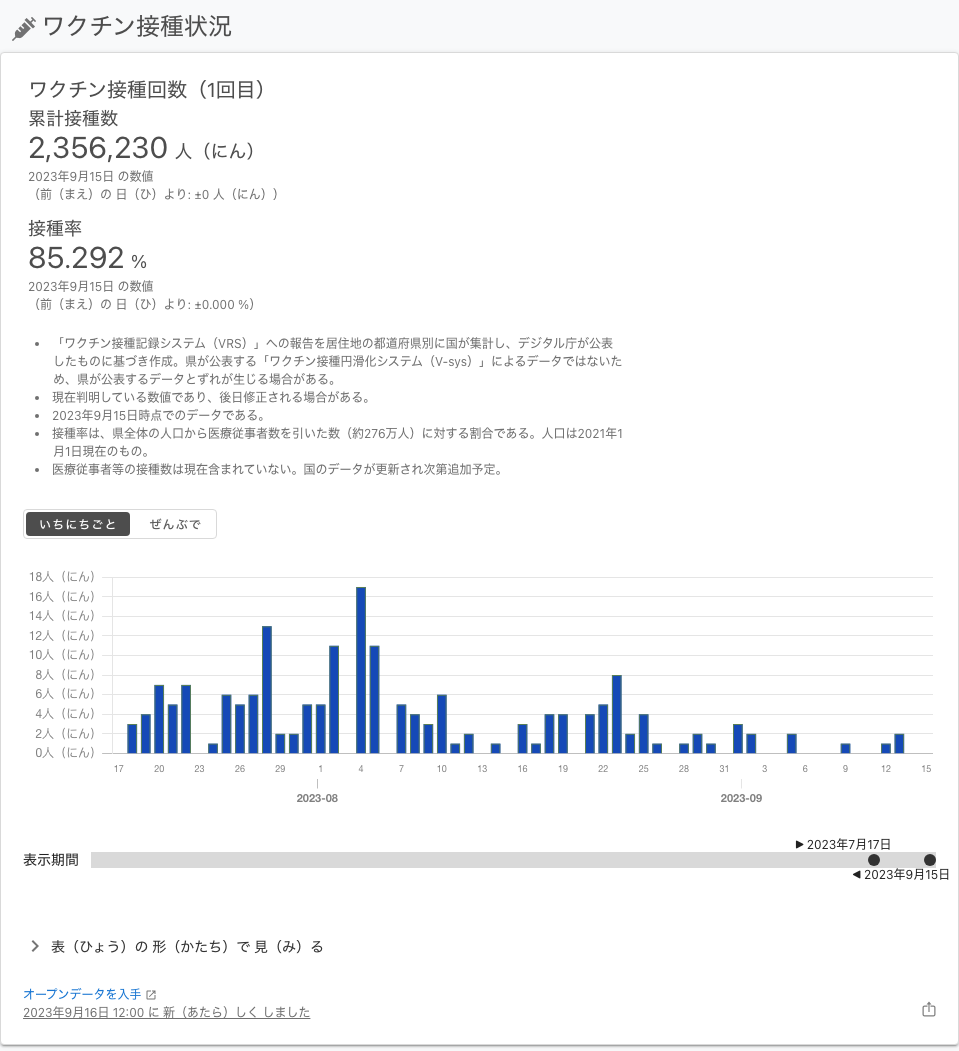 ワクチン接種状況
ワクチン接種回数（1回目）
累計接種数
2,356,230 人（にん）
2023年9月15日 の数値
（前（まえ）の 日（ひ）より: ±0 人（にん））
接種率
85.292 %
2023年9月15日 の数値
（前（まえ）の 日（ひ）より: ±0.000 %）
• 「ワクチン接種記録システム（VRS）」への報告を居住地の都道府県別に国が集計し、デジタル庁が公表
したものに基づき作成。県が公表する「ワクチン接種円滑化システム（V-sys）」によるデータではないた
め、県が公表するデータとずれが生じる場合がある。
• 現在判明している数値であり、後日修正される場合がある。
• 2023年9月15日時点でのデータである。
• 接種率は、県全体の人口から医療従事者数を引いた数（約276万人）に対する割合である。人口は2021年1
月1日現在のもの。
• 医療従事者等の接種数は現在含まれていない。国のデータが更新され次第追加予定。
いちにちごと ぜんぶで
18人（にん）
16人（にん）
14人（にん）
12人（にん）
10人（にん）
8人（にん）
6人（にん）
4人（にん）
2人（にん）
0人（にん）
17 20 23 26 29 1 4 7 10 13 16 19 22 25 28 31 3 6 9 12 15
2023-08 2023-09
▶ 2023年7月17日
表示期間
◀ 2023年9月15日
表（ひょう）の 形（かたち）で 見（み）る
オープンデータを入手
2023年9月16日 12:00 に 新（あたら）しく しました